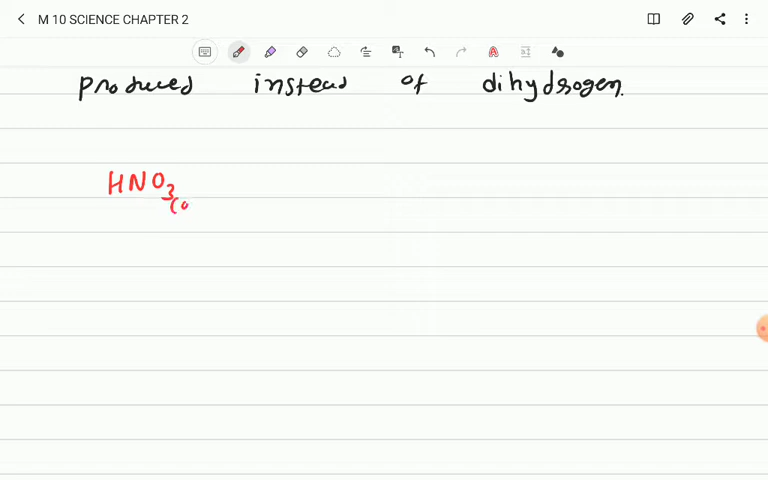 M 10 SCIENCE CHAPTER 2
produced instead of dihydrogen.
HNO₃(a